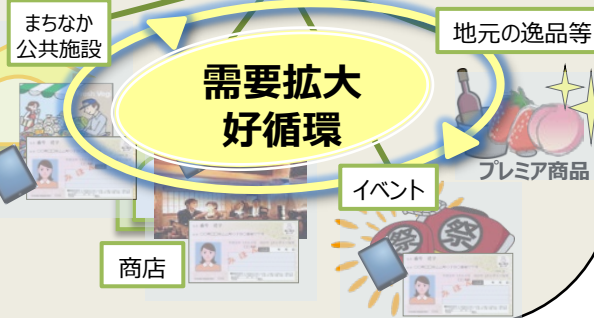 まちなか
公共施設
地元の逸品等
需要拡大
好循環
プレミア商品
イベント
商店
祭
祭